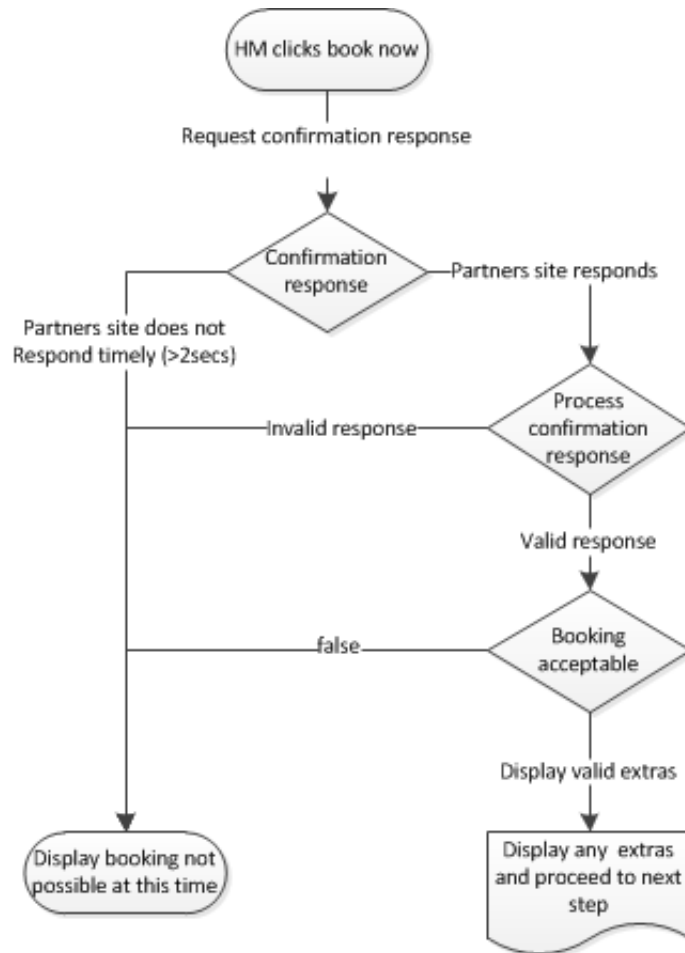 HM clicks book now
Request confirmation response
Confirmation
response
Partners site responds
Partners site does not
Respond timely (>2secs)
Process
confirmation
response
Invalid response
Valid response
Booking
acceptable
false
Display valid extras
Display booking not
possible at this time
Display any extras
and proceed to next
step